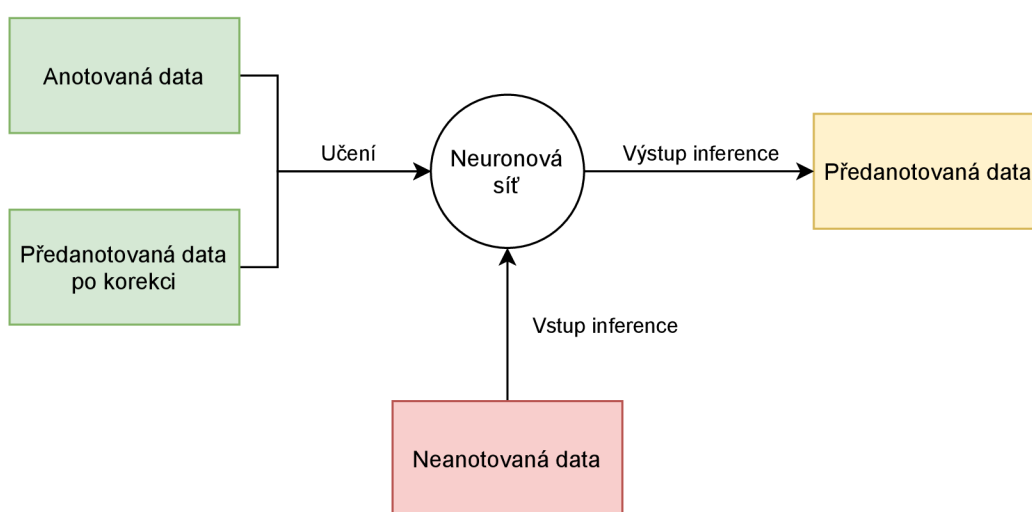 Anotovaná data
Učení
Neuronová
síť
Výstup inference
Předanotovaná data
Předanotovaná data
po korekci
Vstup inference
Neanotovaná data